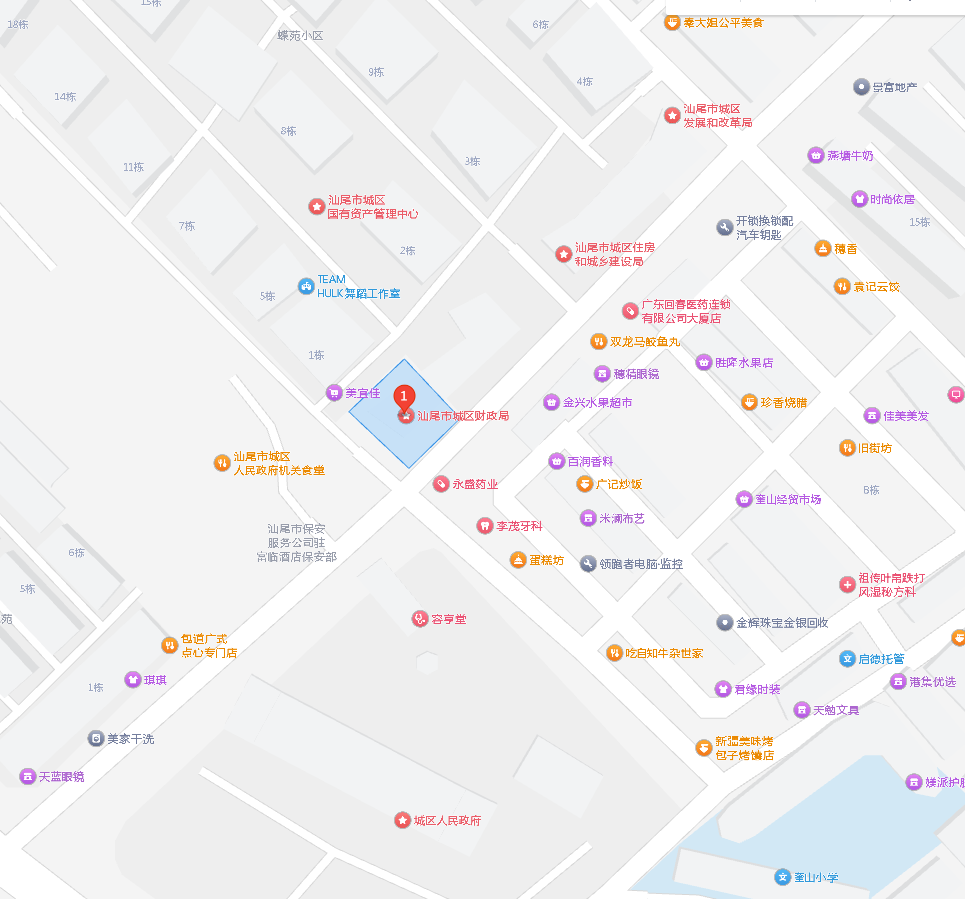 15栋
18栋
蝶苑小区
6栋
秦大姐公平美食
9栋
4栋
景富地产
14栋
汕尾市城区
发展和改革局
8栋
3栋
燕塘牛奶
11栋
汕尾市城区
国有资产管理中心
时尚依居
7栋
开锁换锁配
汽车钥匙
15栋
2栋
汕尾市城区住房
和城乡建设局
穗香
TEAM
HULK舞蹈工作室
5栋
袁记云饺
广东回春医药连锁
有限公司大厦店
双龙马鲛鱼丸
1栋
胜隆水果店
穗蒨眼镜
美宜佳
1
金兴水果超市
珍香烧腊
汕尾市城区财政局
佳美美发
旧街坊
汕尾市城区
人民政府机关食堂
百润香料
永盛药业
广记炒饭
8栋
奎山经贸市场
米澜布艺
李茂牙科
汕尾市保安
服务公司驻
富临酒店保安部
6栋
蛋糕坊
领跑者电脑·监控
5栋
祖传叶帛跌打
风湿秘方科
苑
容亨堂
金辉珠宝金银回收
包道广式
点心专门店
吃自知牛杂世家
启德托管
琪琪
1栋
君缘时装
港集优选
天勉文具
美家干洗
新疆美味烤
包子烤馕店
天蓝眼镜
媄派护肤
城区人民政府
奎山小学